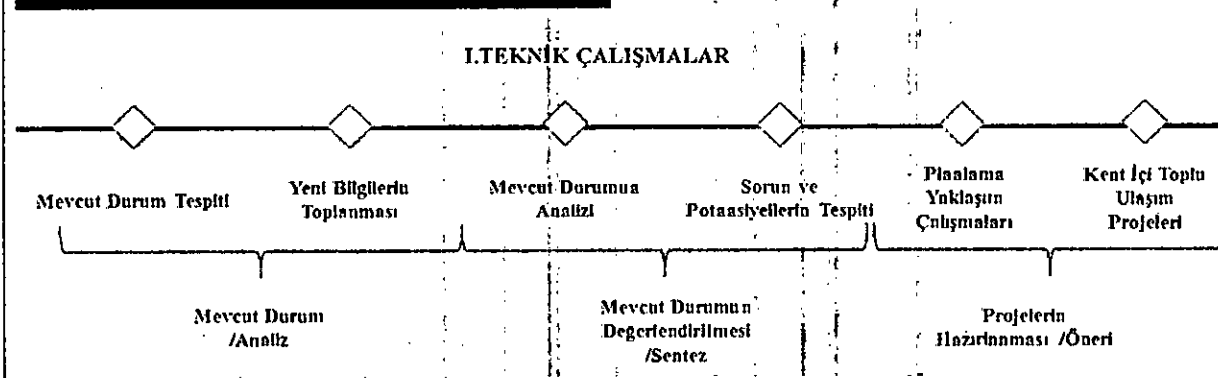 I.TEKNİK ÇALIŞMALAR
Mevcut Durum Tespiti
Yeni Bilgilerin
Toplanması
Mevcut Durumun
Analizi
Sorun ve
Potansiyellerin Tespiti
Planlama
Yaklaşım
Çalışmaları
Kent İçi Toplu
Ulaşım
Projeleri
Mevcut Durum
/Analiz
Mevcut Durumun
Değerlendirilmesi
/Sentez
Projelerin
Hazırlanması /Öneri